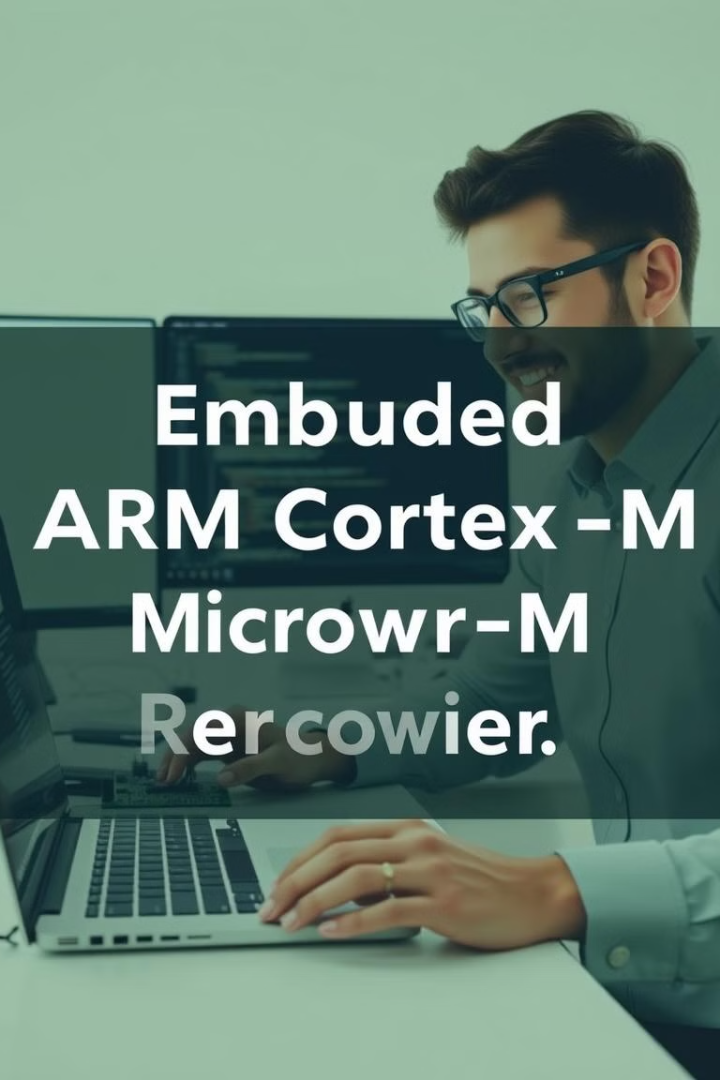 Embuded
ARM Cortex -M
Microwr-M
Rercowier.